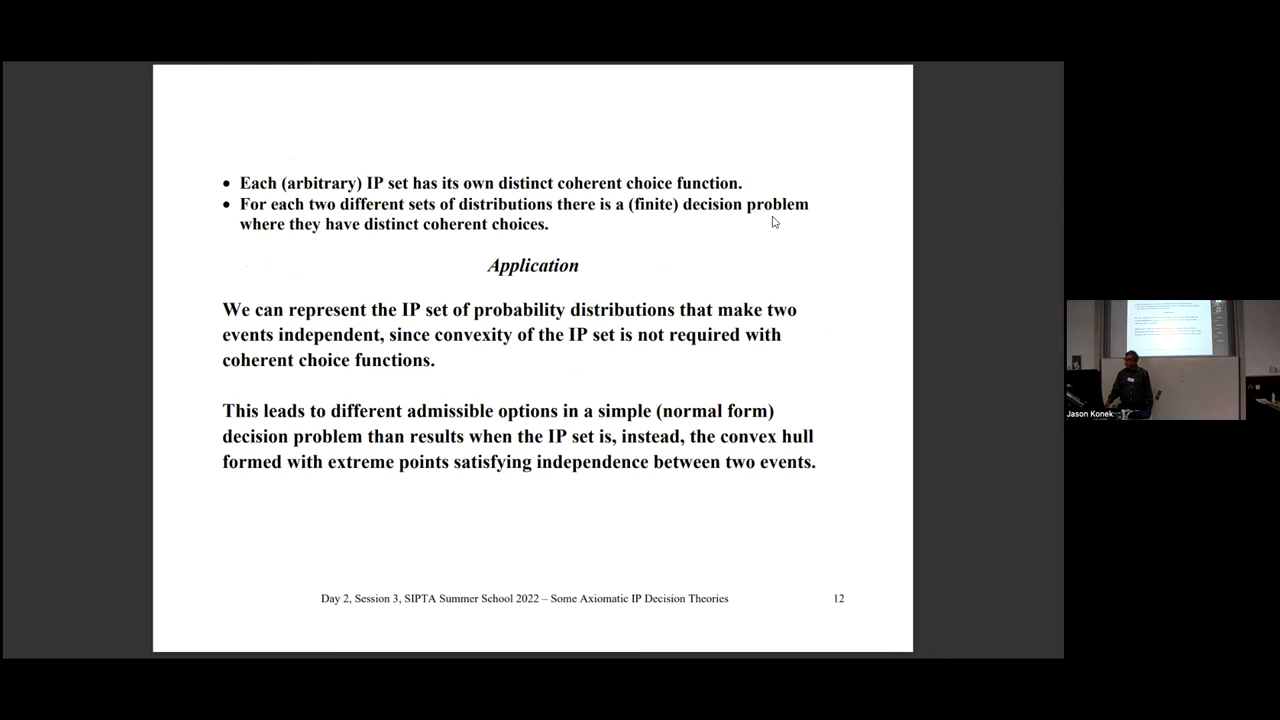 • Each (arbitrary) IP set has its own distinct coherent choice function.
• For each two different sets of distributions there is a (finite) decision problem
where they have distinct coherent choices.
Application
We can represent the IP set of probability distributions that make two
events independent, since convexity of the IP set is not required with
coherent choice functions.
This leads to different admissible options in a simple (normal form)
decision problem than results when the IP set is, instead, the convex hull
formed with extreme points satisfying independence between two events.
Day 2, Session 3, SIPTA Summer School 2022 – Some Axiomatic IP Decision Theories 12
Jason Konek